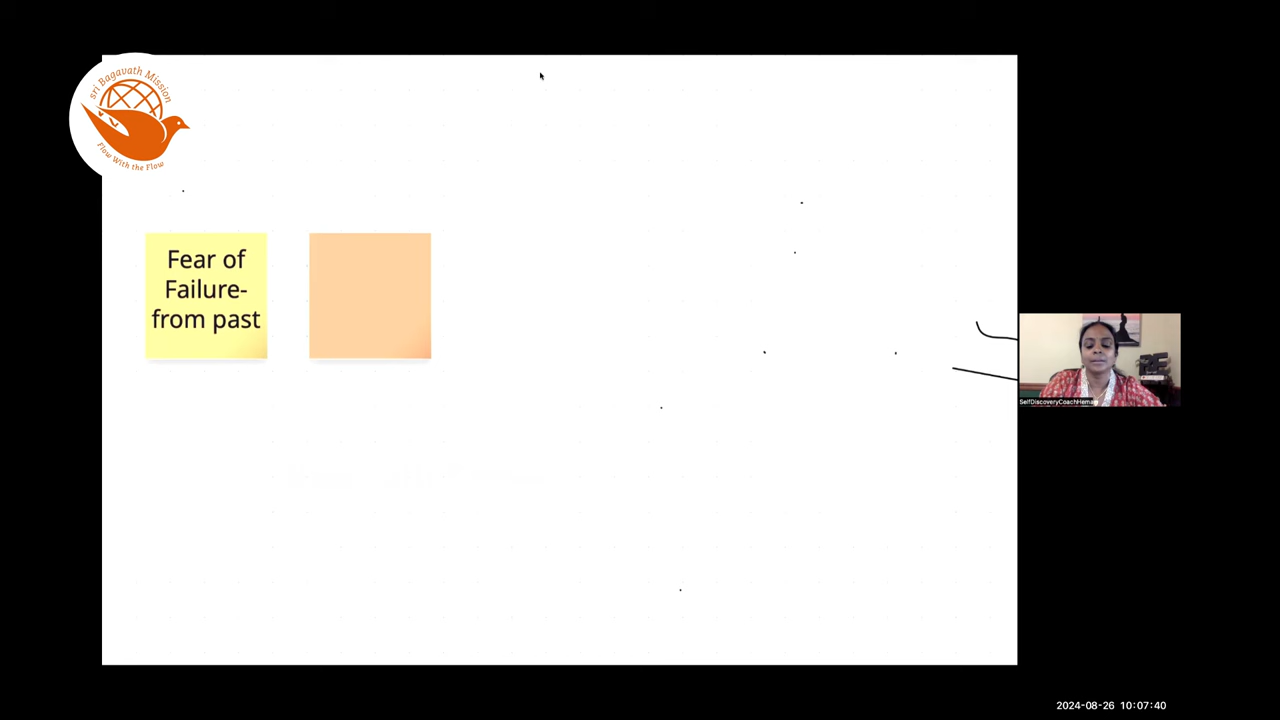 sri Bagavath Mission
Flow With the Flow
Fear of
Failure-
from past
SelfDiscoveryCoachHema
2024-08-26 10:07:40